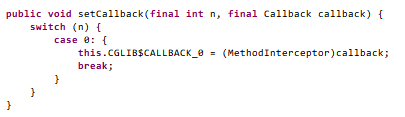 public void setCallback(final int n, final Callback callback) {
    switch (n) {
        case 0: {
            this.CGLIB$CALLBACK_0 = (MethodInterceptor)callback;
            break;
        }
    }
}